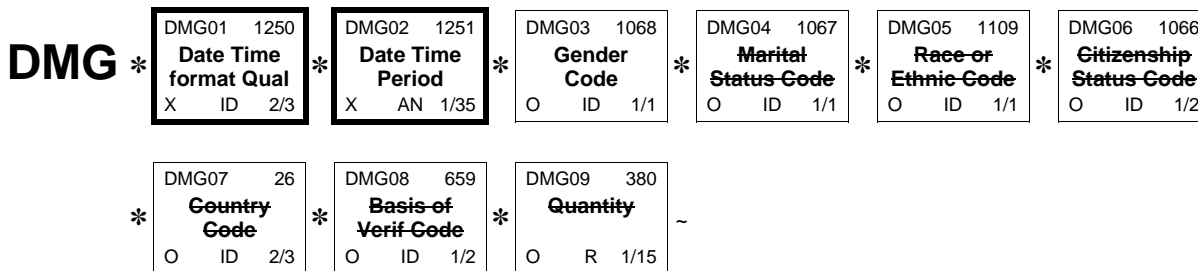 DMG01 1250 DMG02 1251 DMG03 1068 DMG04 1067 DMG05 1109 DMG06 1066
DMG * Date Time format Qual * Date Time Period * Gender Code * Marital Status Code * Race or Ethnic Code * Citizenship Status Code
X ID 2/3 X AN 1/35 O ID 1/1 O ID 1/1 O ID 1/1 O ID 1/2
DMG07 26 DMG08 659 DMG09 380
* Country Code * Basis of Verif Code * Quantity ~
O ID 2/3 O ID 1/2 O R 1/15